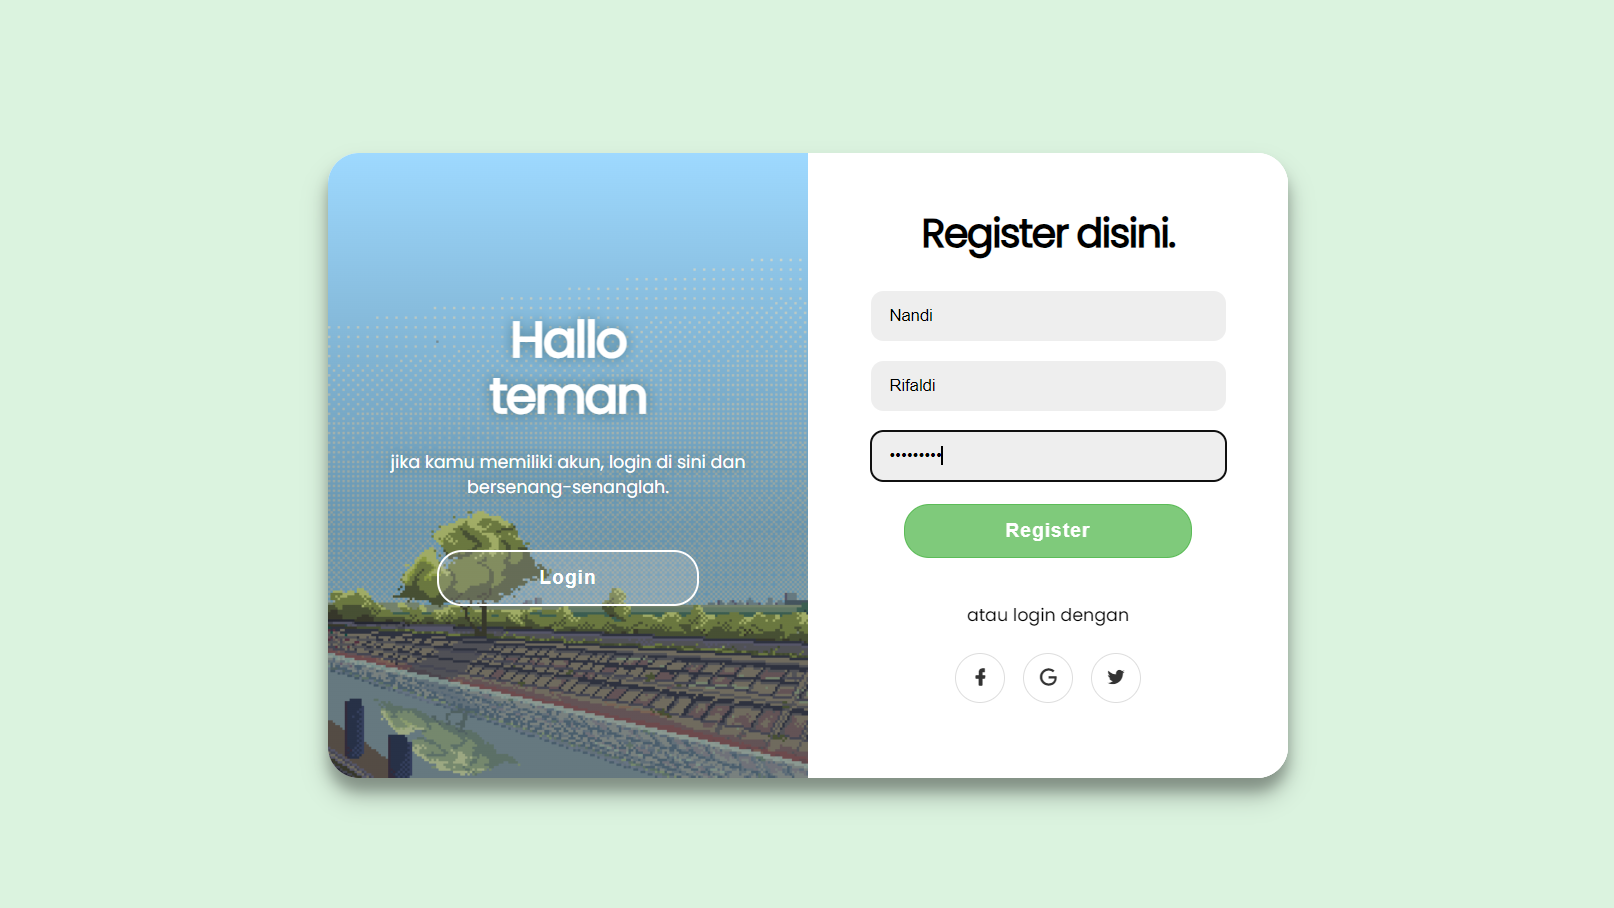 Hallo
teman
jika kamu memiliki akun, login di sini dan
bersenang-senanglah.
Login
Register disini.
Nandi
Rifaldi
•••••••••
Register
atau login dengan